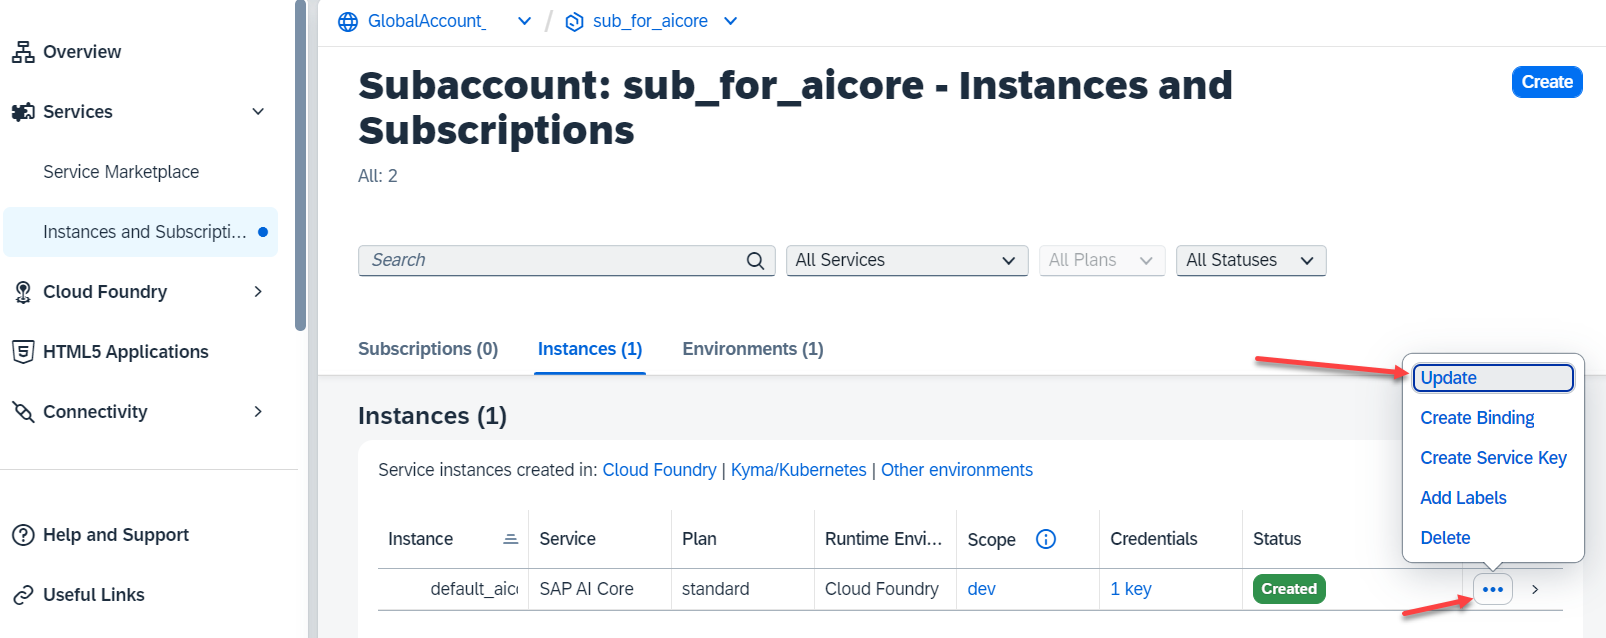 GlobalAccount_ / sub_for_aicore
Overview
Services
Service Marketplace
Instances and Subscripti...
Cloud Foundry
HTML5 Applications
Connectivity
Help and Support
Useful Links
Subaccount: sub_for_aicore - Instances and
Subscriptions
Create
All: 2
Search
All Services
All Plans
All Statuses
Subscriptions (0) Instances (1) Environments (1)
Instances (1)
Service instances created in: Cloud Foundry | Kyma/Kubernetes | Other environments
Instance Service Plan Runtime Envi... Scope Credentials Status
default_aic SAP AI Core standard Cloud Foundry dev 1 key Created
Update
Create Binding
Create Service Key
Add Labels
Delete